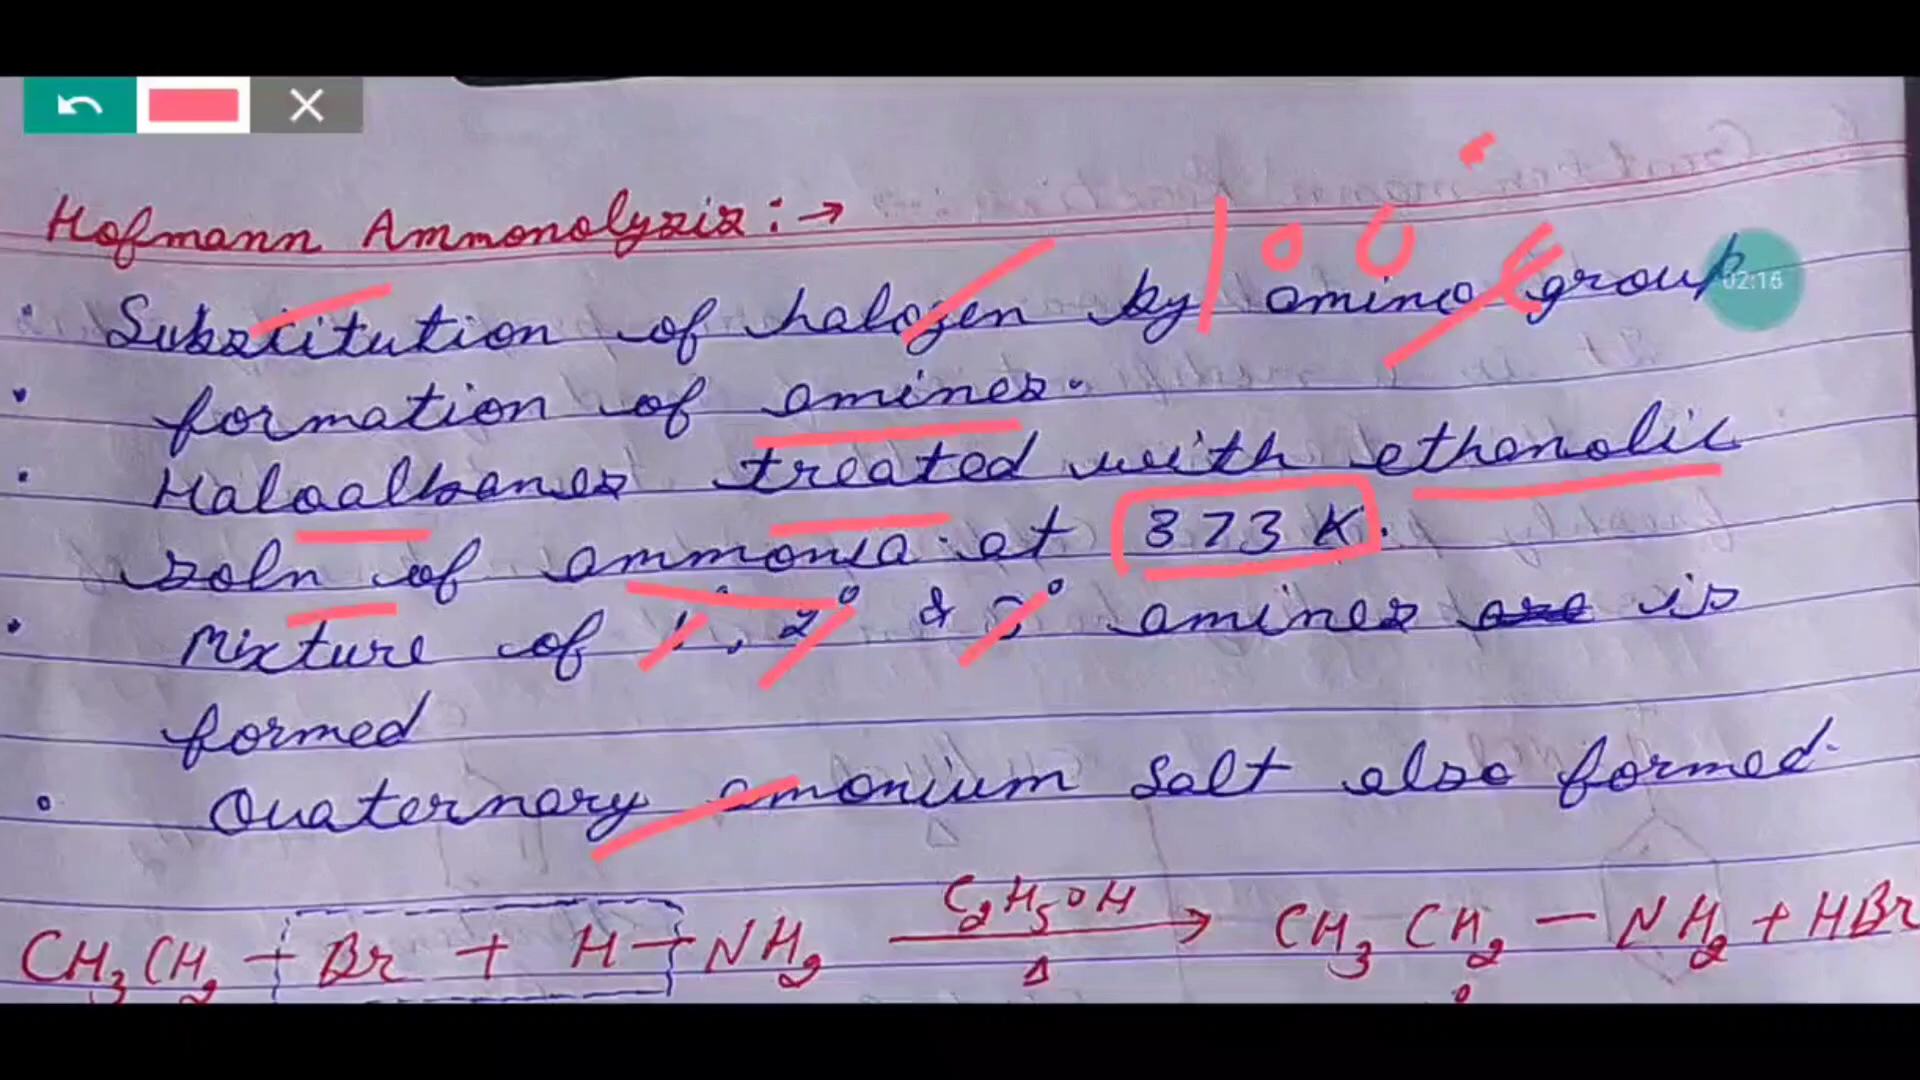 Hofmann Ammonolysis:→
100°C
• Substitution of halogen by amino group
02:16
• formation of amines.
• Haloalkanes treated with ethanolic
soln of ammonia at 373 K.
• Mixture of 1°, 2° & 3° amines is
formed
• Quaternary amonium Salt also formed.
C₂H₅OH
CH₃CH₂ – Br + H – NH₂ → CH₃CH₂ – NH₂ + HBr
Δ